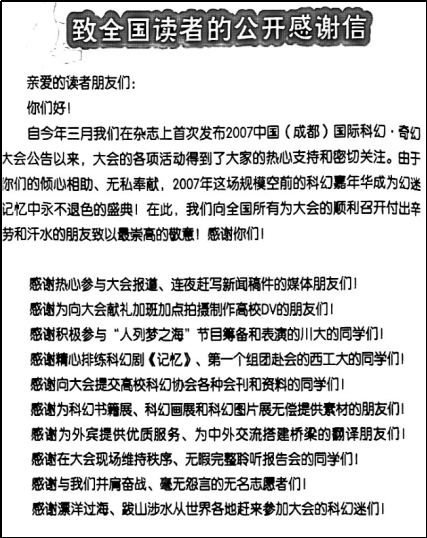 致全国读者的公开感谢信
亲爱的读者朋友们：
你们好！
自今年三月我们在杂志上首次发布2007中国（成都）国际科幻·奇幻
大会公告以来，大会的各项活动得到了大家的热心支持和密切关注。由于
你们的倾心相助、无私奉献，2007年这场规模空前的科幻嘉年华成为幻迷
记忆中永不退色的盛典！在此，我们向全国所有为大会的顺利召开付出辛
劳和汗水的朋友致以最崇高的敬意！感谢你们！
感谢热心参与大会报道、连夜赶写新闻稿件的媒体朋友们！
感谢为向大会献礼加班加点拍摄制作高校DV的朋友们！
感谢积极参与“人列梦之海”节目筹备和表演的川大的同学们！
感谢精心排练科幻剧《记忆》、第一个组团赴会的西工大的同学们！
感谢向大会提交高校科幻协会各种会刊和资料的同学们！
感谢为科幻书籍展、科幻画展和科幻图片展无偿提供素材的朋友们！
感谢为外宾提供优质服务、为中外交流搭建桥梁的翻译朋友们！
感谢在大会现场维持秩序、无暇完整聆听报告会的同学们！
感谢与我们并肩奋战、毫无怨言的无名志愿者们！
感谢漂洋过海、跋山涉水从世界各地赶来参加大会的科幻迷们！